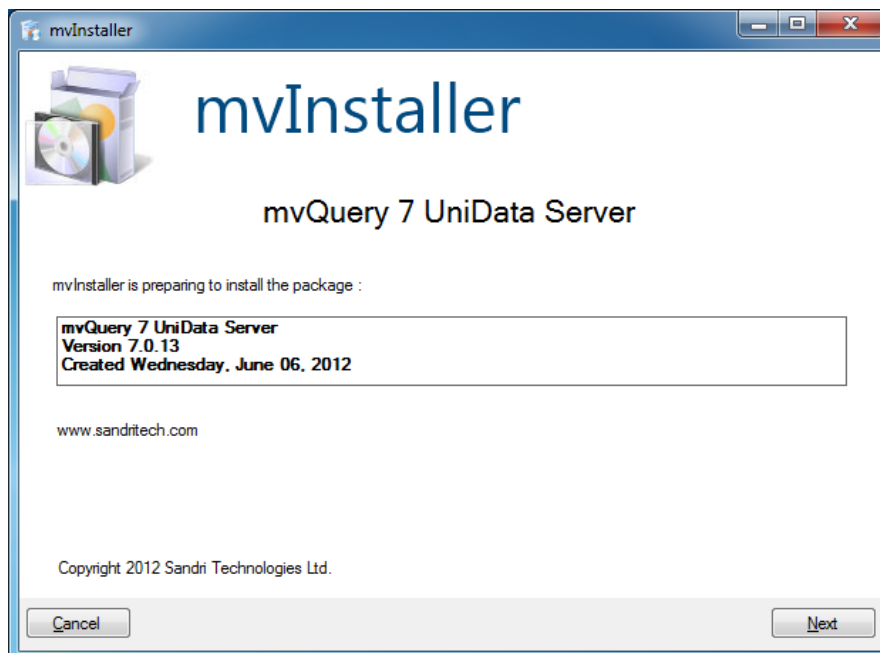 mvInstaller
mvInstaller
mvQuery 7 UniData Server
mvInstaller is preparing to install the package :
mvQuery 7 UniData Server
Version 7.0.13
Created Wednesday, June 06, 2012
www.sandritech.com
Copyright 2012 Sandri Technologies Ltd.
Cancel
Next